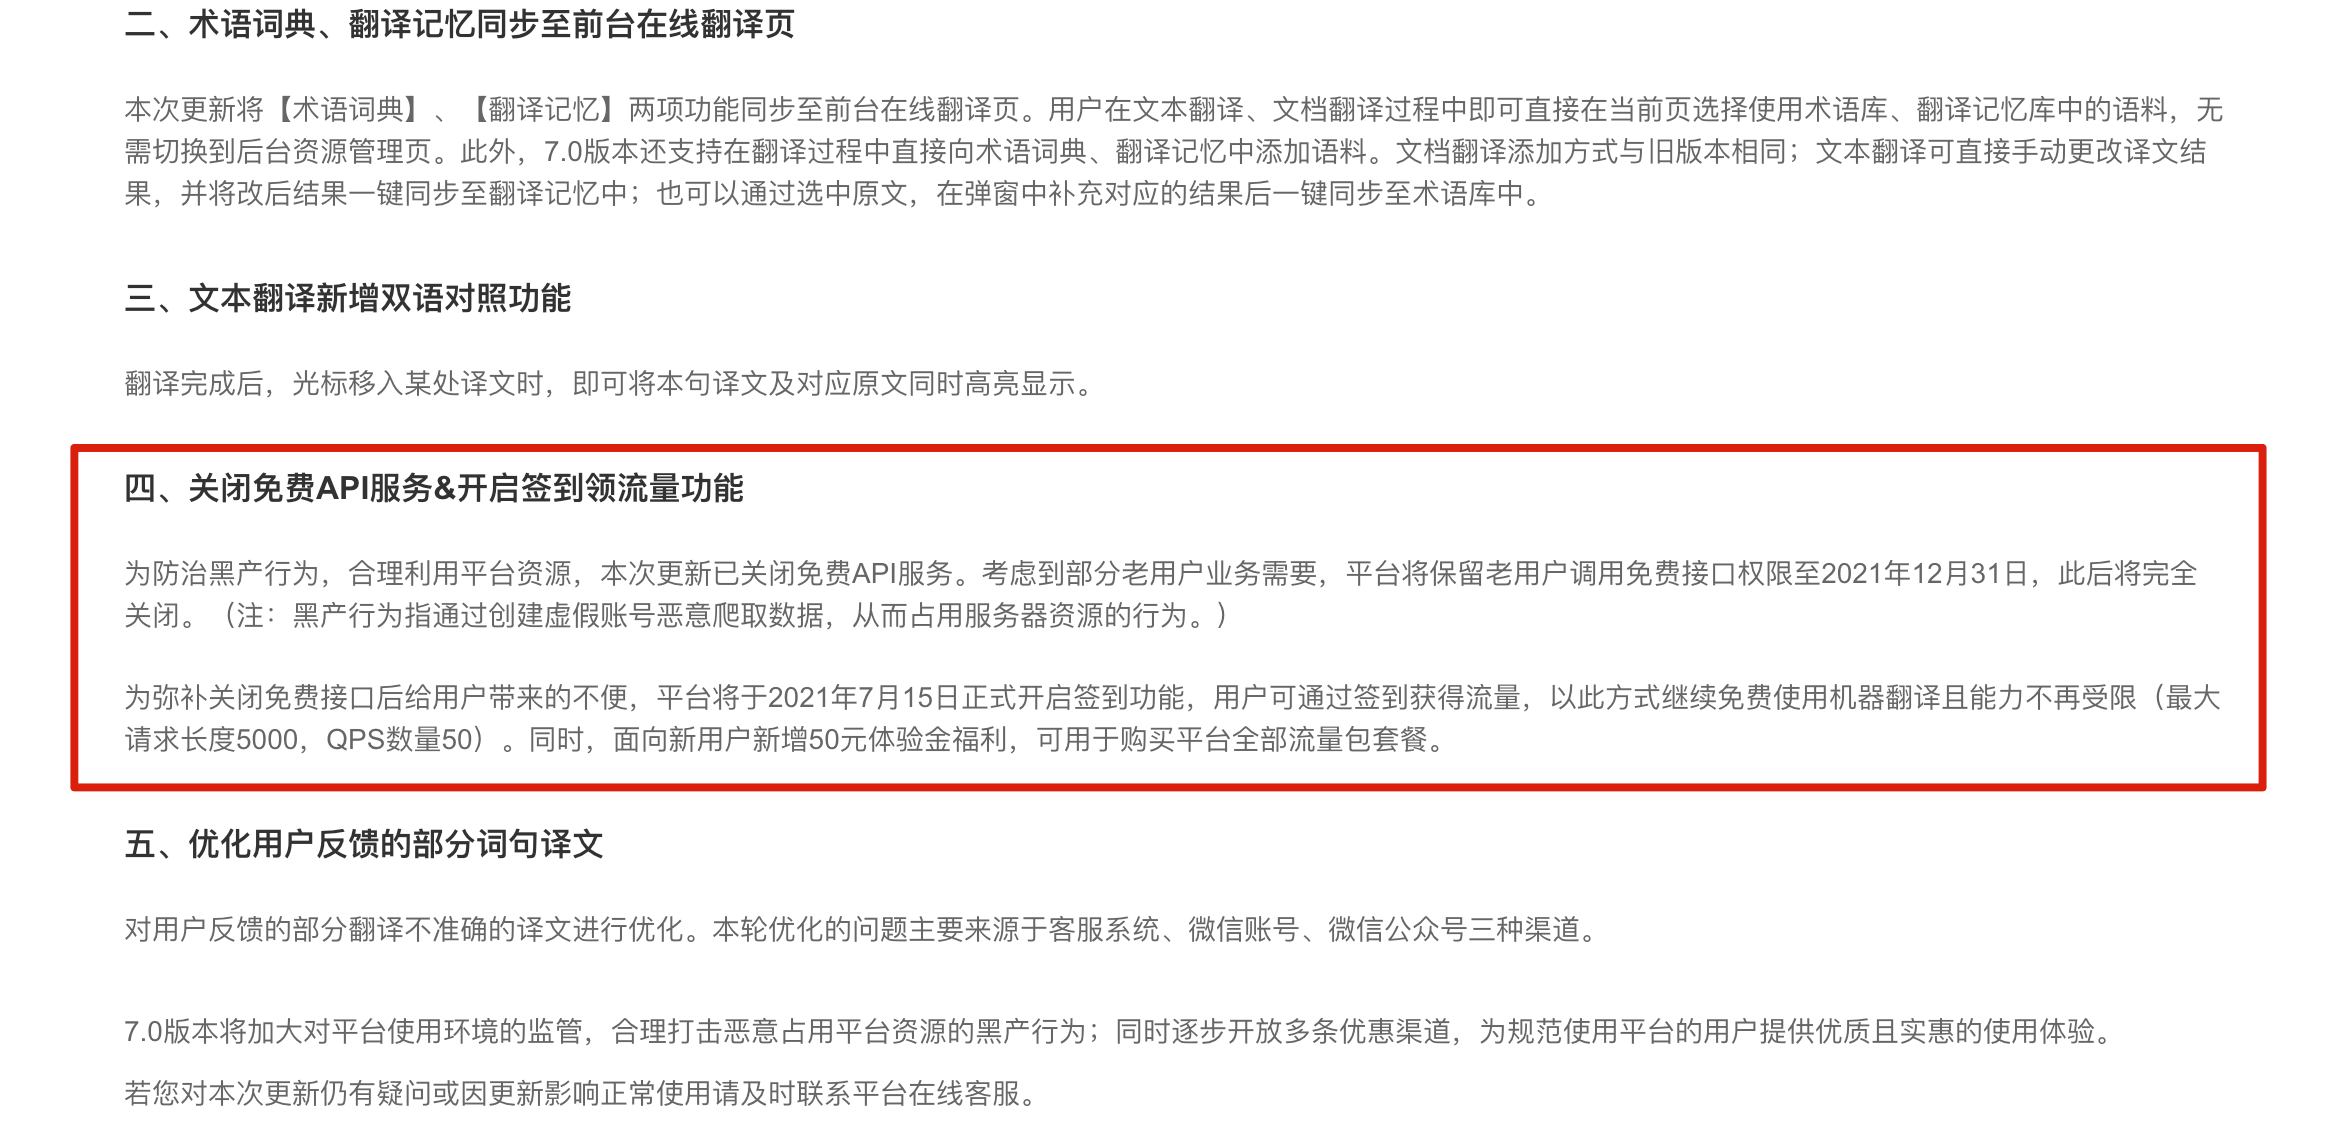 二、术语词典、翻译记忆同步至前台在线翻译页
本次更新将【术语词典】、【翻译记忆】两项功能同步至前台在线翻译页。用户在文本翻译、文档翻译过程中即可直接在当前页选择使用术语库、翻译记忆库中的语料，无
需切换到后台资源管理页。此外，7.0版本还支持在翻译过程中直接向术语词典、翻译记忆中添加语料。文档翻译添加方式与旧版本相同；文本翻译可直接手动更改译文结
果，并将改后结果一键同步至翻译记忆中；也可以通过选中原文，在弹窗中补充对应的结果后一键同步至术语库中。
三、文本翻译新增双语对照功能
翻译完成后，光标移入某处译文时，即可将本句译文及对应原文同时高亮显示。
四、关闭免费API服务&开启签到领流量功能
为防治黑产行为，合理利用平台资源，本次更新已关闭免费API服务。考虑到部分老用户业务需要，平台将保留老用户调用免费接口权限至2021年12月31日，此后将完全
关闭。（注：黑产行为指通过创建虚假账号恶意爬取数据，从而占用服务器资源的行为。）
为弥补关闭免费接口后给用户带来的不便，平台将于2021年7月15日正式开启签到功能，用户可通过签到获得流量，以此方式继续免费使用机器翻译且能力不再受限（最大
请求长度5000，QPS数量50）。同时，面向新用户新增50元体验金福利，可用于购买平台全部流量包套餐。
五、优化用户反馈的部分词句译文
对用户反馈的部分翻译不准确的译文进行优化。本轮优化的问题主要来源于客服系统、微信账号、微信公众号三种渠道。
7.0版本将加大对平台使用环境的监管，合理打击恶意占用平台资源的黑产行为；同时逐步开放多条优惠渠道，为规范使用平台的用户提供优质且实惠的使用体验。
若您对本次更新仍有疑问或因更新影响正常使用请及时联系平台在线客服。